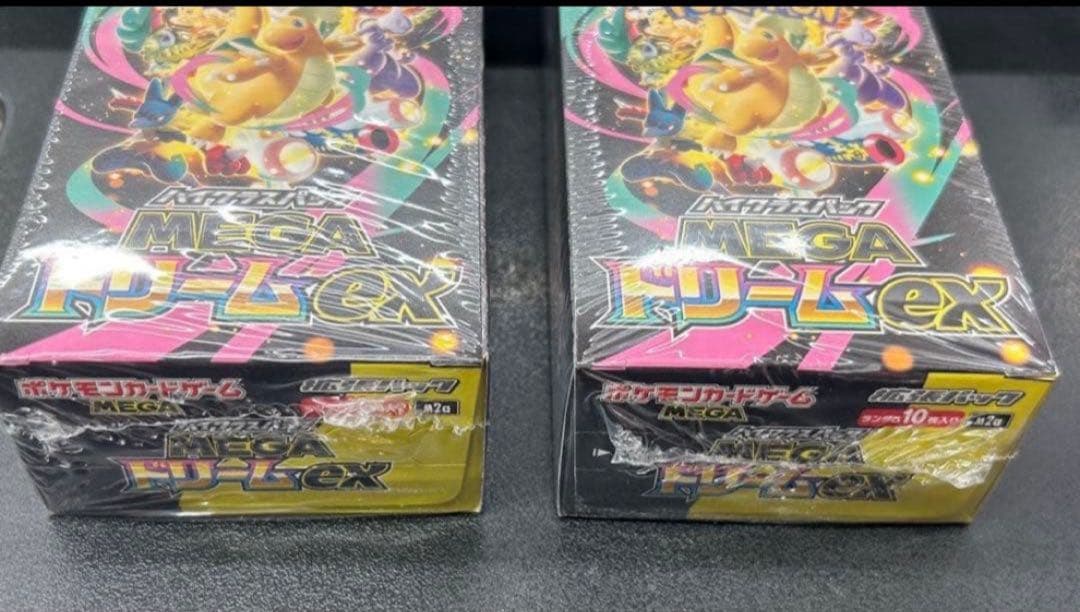 ハイクラスパック
MEGA
ドリームex
ポケモンカードゲーム
MEGA
拡張パック
M2a
ハイクラスパック
MEGA
ドリームex
ハイクラスパック
MEGA
ドリームex
ポケモンカードゲーム
MEGA
拡張パック
ランダム10枚入り
M2a
ハイクラスパック
MEGA
ドリームex